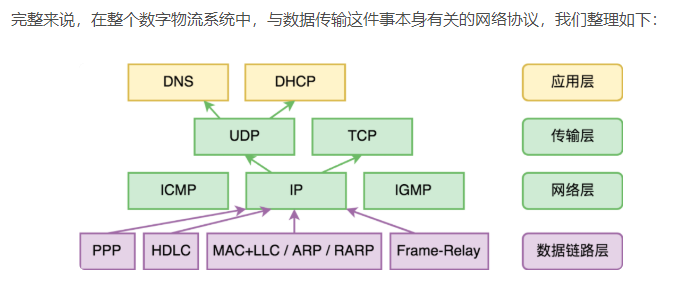 完整来说，在整个数字物流系统中，与数据传输这件事本身有关的网络协议，我们整理如下：
DNS DHCP 应用层
UDP TCP 传输层
ICMP IP IGMP 网络层
PPP HDLC MAC+LLC / ARP / RARP Frame-Relay 数据链路层